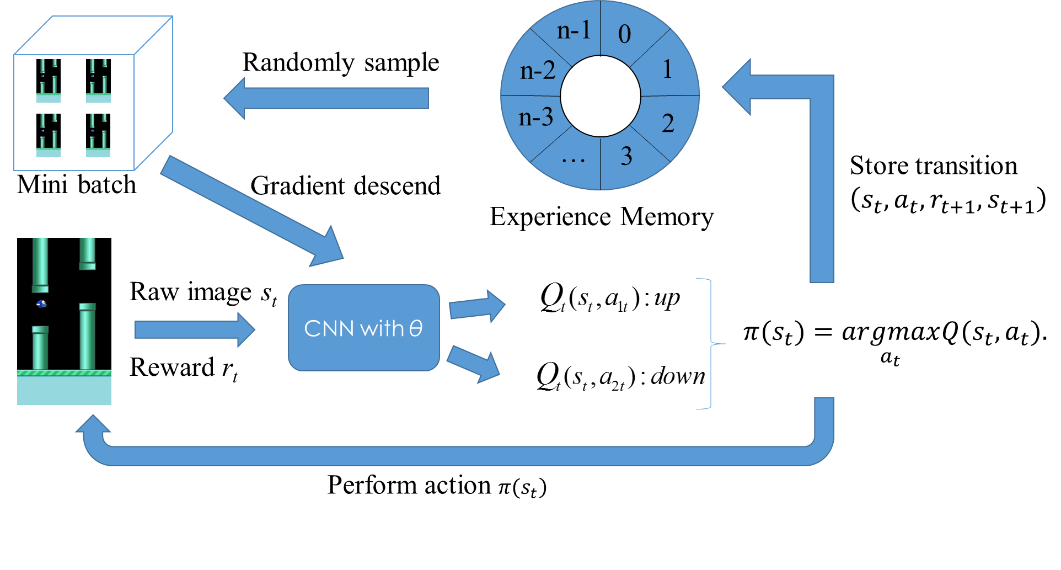 Randomly sample
n-1
0
n-2
1
n-3
2
...
3
Mini batch
Gradient descend
Experience Memory
Store transition
(s_t, a_t, r_{t+1}, s_{t+1})
Raw image s_t
Reward r_t
CNN with θ
Q_t(s_t, a_{1t}): up
Q_t(s_t, a_{2t}): down
π(s_t) = argmaxQ(s_t, a_t).
a_t
Perform action π(s_t)